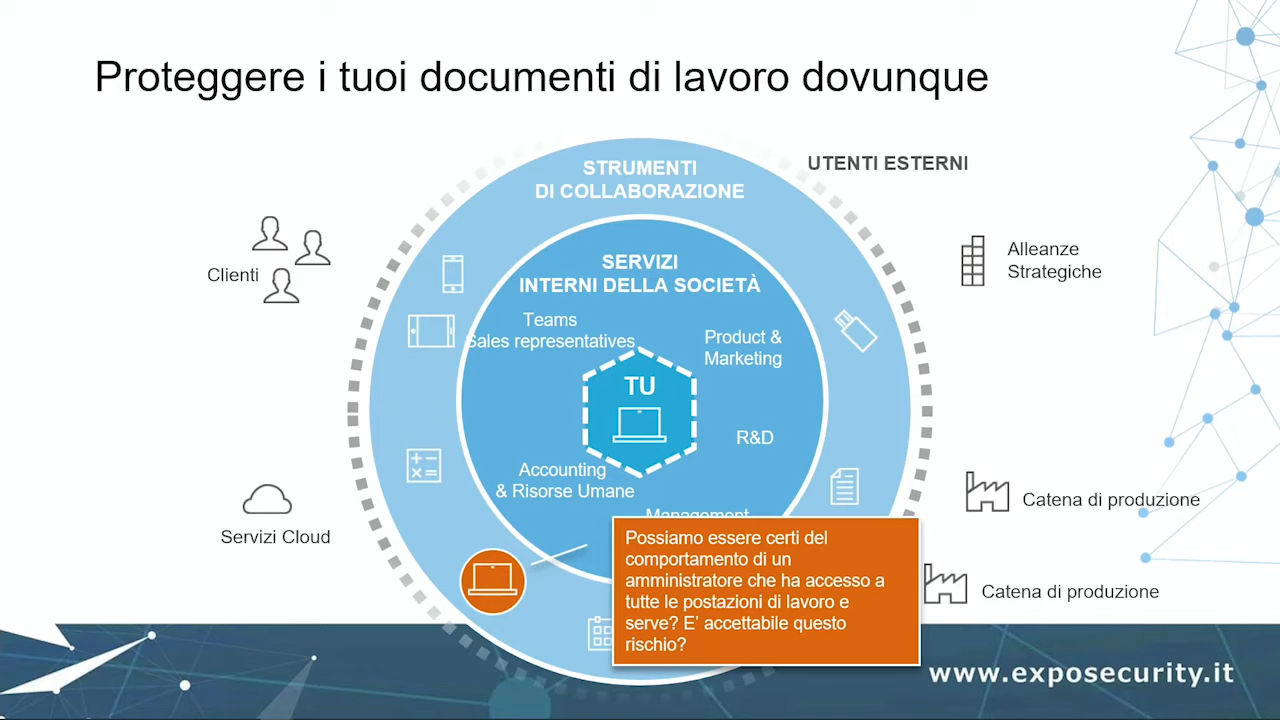 Proteggere i tuoi documenti di lavoro dovunque
STRUMENTI
DI COLLABORAZIONE
UTENTI ESTERNI
Clienti
Alleanze
Strategiche
SERVIZI
INTERNI DELLA SOCIETÀ
Teams
Sales representatives
Product &
Marketing
TU
R&D
Accounting
& Risorse Umane
Management
Servizi Cloud
Catena di produzione
Possiamo essere certi del
comportamento di un
amministratore che ha accesso a
tutte le postazioni di lavoro e
serve? E' accettabile questo
rischio?
Catena di produzione
www.exposecurity.it